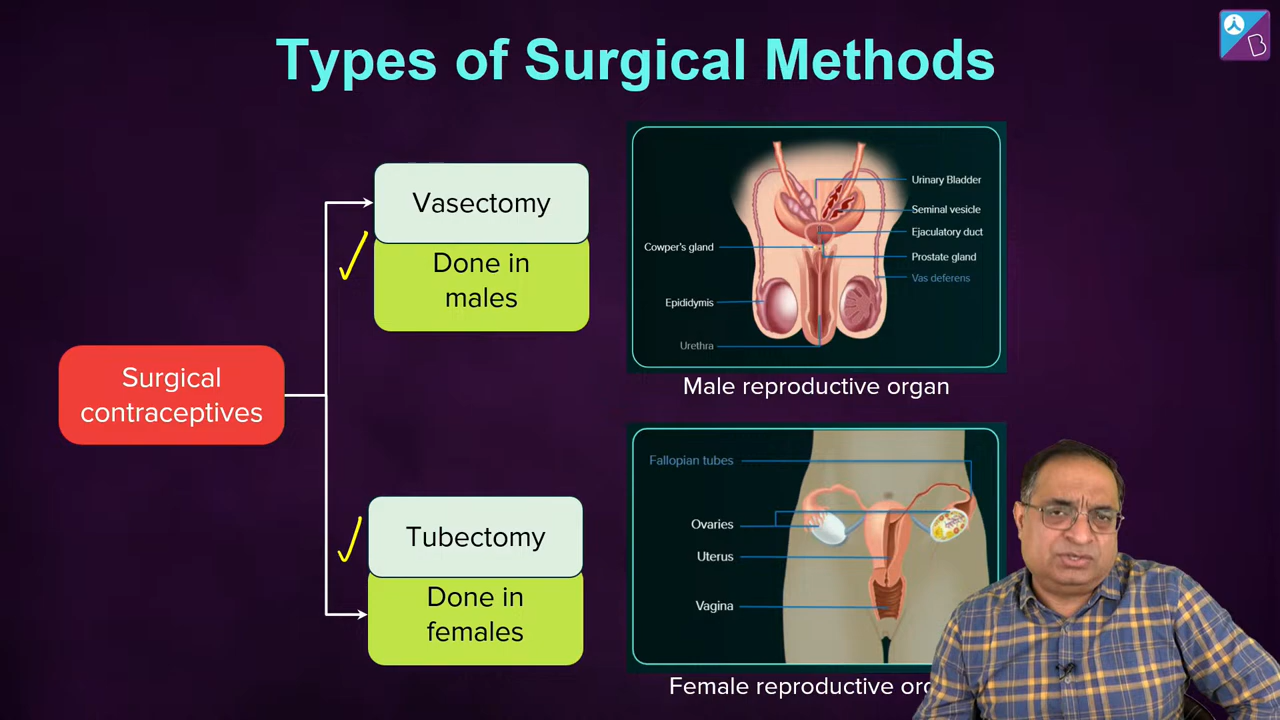 Types of Surgical Methods
Vasectomy
Done in
males
Surgical
contraceptives
Tubectomy
Done in
females
Urinary Bladder
Seminal vesicle
Ejaculatory duct
Cowper's gland
Prostate gland
Vas deferens
Epididymis
Urethra
Male reproductive organ
Fallopian tubes
Ovaries
Uterus
Vagina
Female reproductive
B